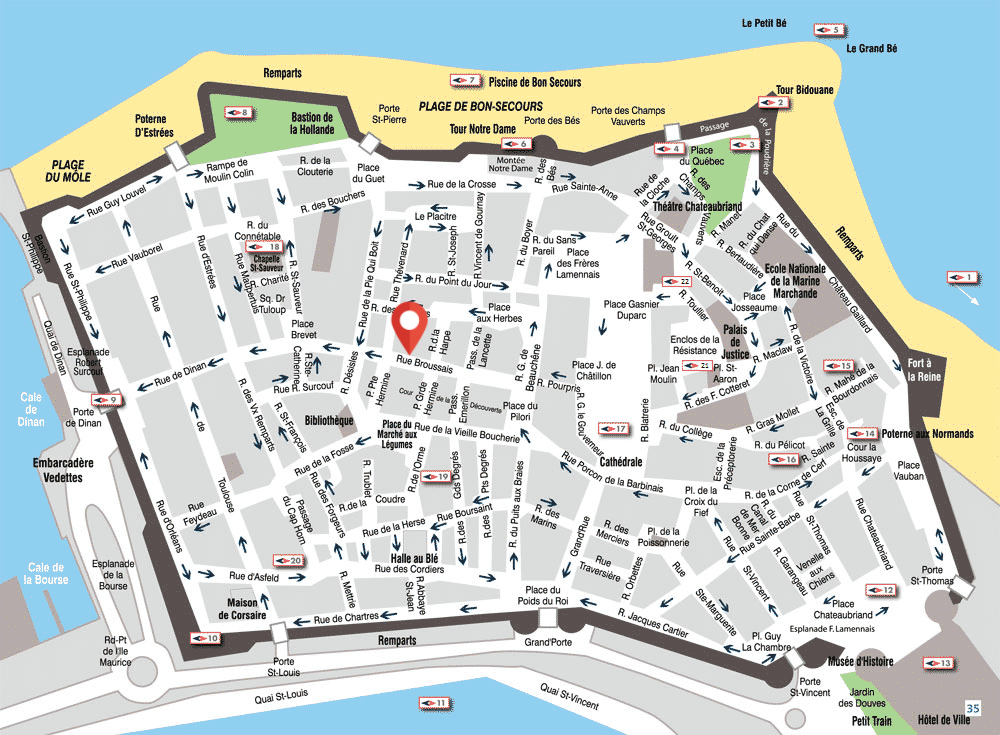 Le Petit Bé
5
Le Grand Bé
Remparts
7
Piscine de Bon Secours
PLAGE DE BON-SECOURS
Tour Bidouane
2
8
Bastion de
la Hollande
Poterne
D'Estrées
Porte
St-Pierre
Tour Notre Dame
6
Porte des Bés
Porte des Champs
Vauverts
Passage
de la Poudrière
PLAGE
DU MÔLE
Rampe de
Moulin Colin
R. de la
Clouterie
Place
du Guet
Montée
Notre Dame
R. des
Bés
4
3
Place
du Québec
Rue Guy Louvel
R. des Bouchers
Rue de la Crosse
Rue Sainte-Anne
Rue de
la Cloche
R. des
Champs
Vauverts
Théâtre Chateaubriand
Le Placitre
R. Manet
R. du Chat
qui Danse
Rue du
Château Gaillard
Remparts
Bastion
St-Philippe
R. du
Connétable
18
Chapelle
St-Sauveur
R. Charité
Sq. Dr
Tuloup
Rue Vauborel
Rue d'Estrées
Rue Maubert
R. St-Sauveur
R. de la Pie Qui Boit
Rue Thévenard
R. St-Joseph
R. Vincent de Gournay
R. du Boyer
R. du Sans
Pareil
Place
des Frères
Lamennais
Rue Groult
St-Georges
R. Bertaudière
Ecole Nationale
de la Marine
Marchande
1
22
R. du Point du Jour
R. St-Benoit
R. Toullier
Place
Josseaume
Rue St-Philippe
Rue
Quai de Dinan
Esplanade
Robert
Surcouf
Place
Brevet
R. des
Place
aux Herbes
Place Gasnier
Duparc
Enclos de la
Résistance
Palais
de
Justice
R. Maclaw
R. de la Victoire
Fort à
la Reine
Rue de Dinan
R. Ste
Catherine
R. Surcouf
R. Désisles
Rue Broussais
R.d.la
Harpe
Pass. de la
Lancette
R. G. de
Beauchêne
Place J. de
Châtillon
R. Pourpris
Pl. Jean
Moulin
21
Pl. St-
Aaron
R. des F. Cotteret
15
R. Mahé de la
Bourdonnais
Cale de
Dinan
9
Porte
de Dinan
R. des Vx Remparts
R. St-François
Bibliothèque
P. Pte
Hermine
Cour
de la
Découverte
P. Grde
Hermine
Pass.
Emerillon
Place du
Pilori
R. G. le Gouverneur
R. Blatrerie
17
R. du Collège
R. Gras Mollet
Esc. de
La Grille
14
Poterne aux Normands
Cour la
Houssaye
Embarcadère
Vedettes
de
Toulouse
Place du
Marché aux
Légumes
R. de la Vieille Boucherie
Rue de la Fosse
R. de l'Orme
19
Gds Degrés
Pts Degrés
R. des
R. des
R. du Puits aux Braies
Rue Porcon de la Barbinais
Cathédrale
Esc. de la
Préceptorerie
R. du Pélicot
16
R. Sainte
R. de la Corne de Cerf
Place
Vauban
Rue
Feydeau
Rue d'Orléans
Passage
du Cap Horn
Rue des Forgeurs
R. Trublet
R. de la
Coudre
Rue Boursaint
Rue de la Herse
R. des
Marins
R. des
Merciers
Pl. de la
Croix du
Fief
Pl. de la
Poissonnerie
R. du
Canal
de Mer
R.
Bonne
Rue Sainte-Barbe
Rue
St-Thomas
Rue Chateaubriand
Cale de
la Bourse
Esplanade
de la
Bourse
20
Rue d'Asfeld
Halle au Blé
Rue des Cordiers
Grand'Rue
Rue
Traversière
R. Orbettes
Rue
Ste-Marguerite
Rue
St-Vincent
R. Garangeau
Venelle
aux
Chiens
Porte
St-Thomas
Maison
de Corsaire
R. Mettrie
R. Abbaye
St-Jean
Place du
Poids du Roi
R. Jacques Cartier
12
Place
Chateaubriand
Esplanade F. Lamennais
Rue de Chartres
10
Remparts
Grand'Porte
Pl. Guy
La Chambre
Rd-Pt
de l'Ile
Maurice
Porte
St-Louis
Quai St-Louis
Quai St-Vincent
11
Porte
St-Vincent
Musée d'Histoire
13
Jardin
des Douves
Petit Train
35
Hôtel de Ville